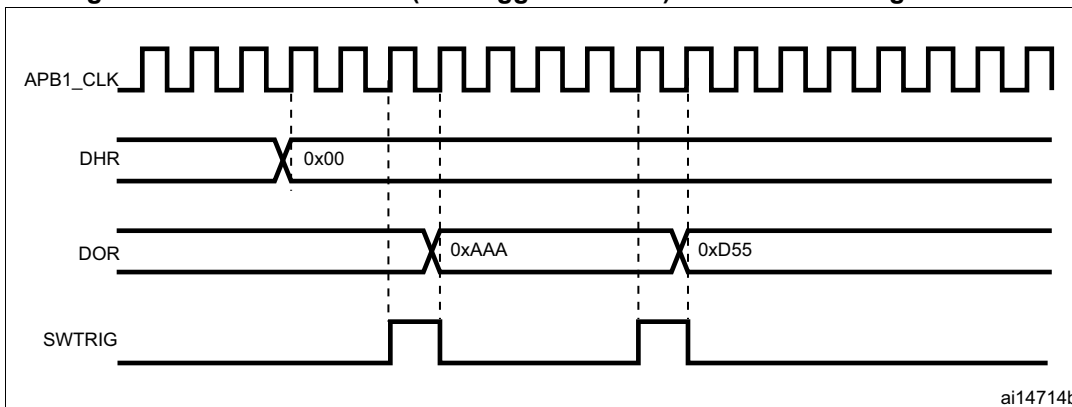 APB1_CLK
DHR
0x00
DOR
0xAAA
0xD55
SWTRIG
ai14714b